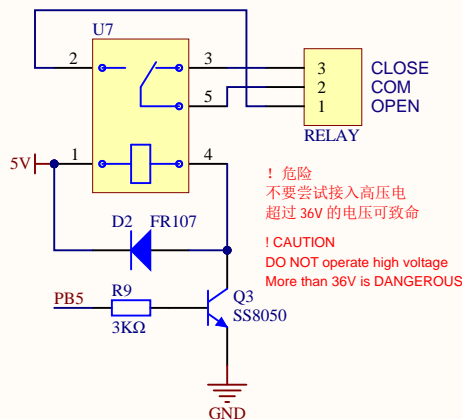 U7
2
3
5
1
4
5V
3
2
1
CLOSE
COM
OPEN
RELAY
！危险
不要尝试接入高压电
超过 36V 的电压可致命
! CAUTION
DO NOT operate high voltage
More than 36V is DANGEROUS
D2
FR107
PB5
R9
3KΩ
Q3
SS8050
GND